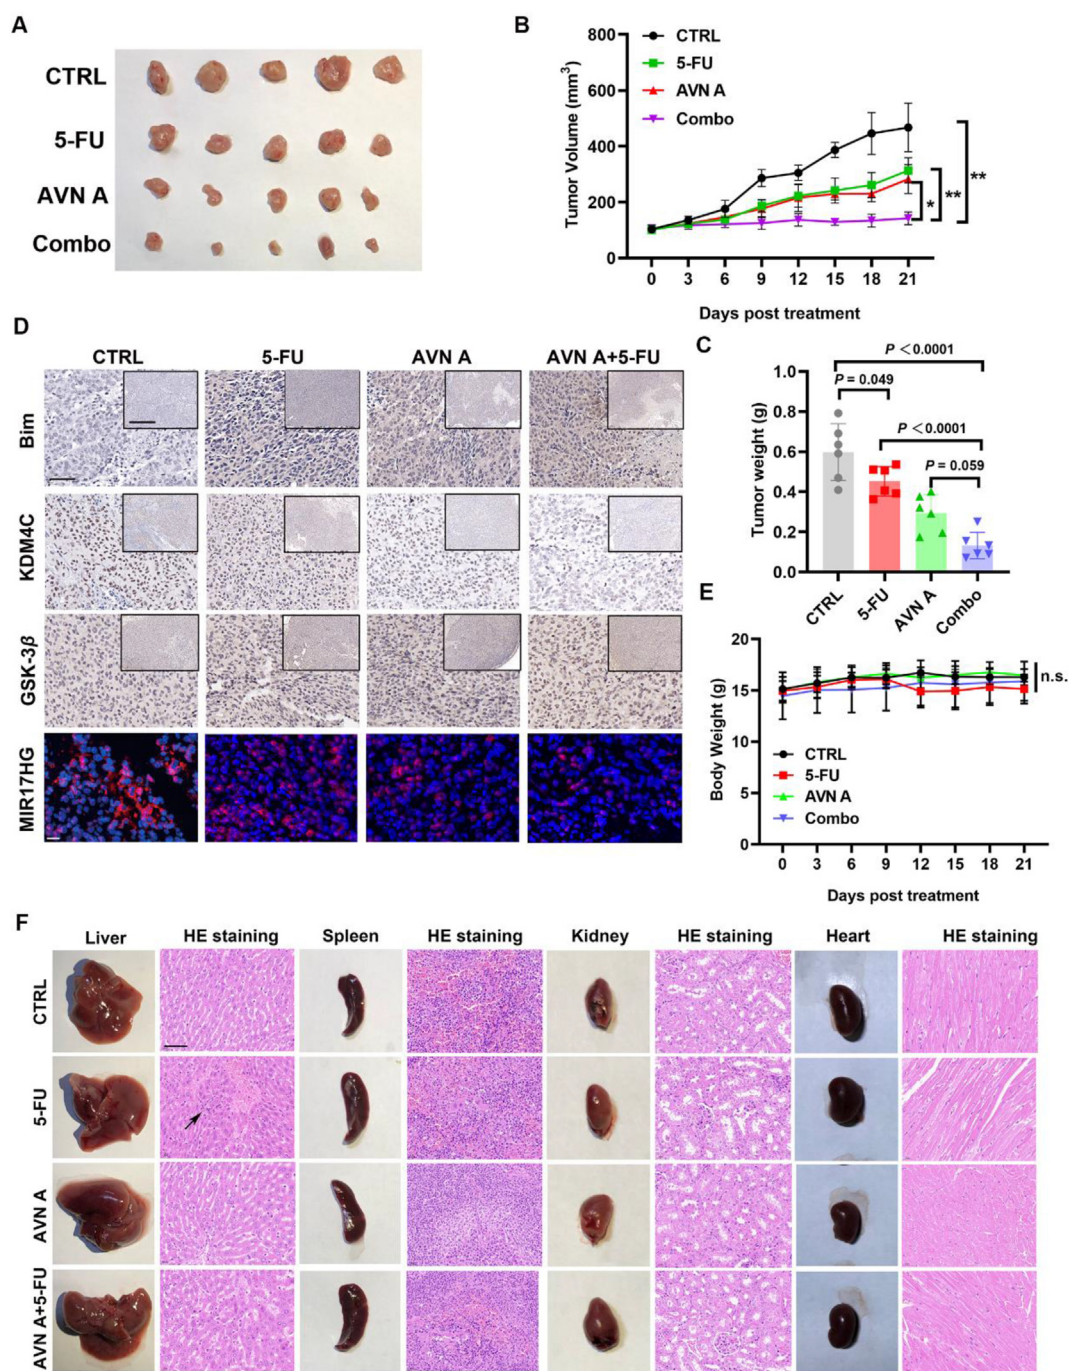 A
CTRL
5-FU
AVN A
Combo
B
Tumor Volume (mm³)
800
600
400
200
0
CTRL
5-FU
AVN A
Combo
*
**
**
0 3 6 9 12 15 18 21
Days post treatment
D
CTRL 5-FU AVN A AVN A+5-FU
Bim
KDM4C
GSK-3β
MIR17HG
C
P <0.0001
P = 0.049
P <0.0001
P = 0.059
Tumor weight (g)
1.0
0.8
0.6
0.4
0.2
0.0
CTRL
5-FU
AVN A
Combo
E
Body Weight (g)
20
15
10
5
0
n.s.
CTRL
5-FU
AVN A
Combo
0 3 6 9 12 15 18 21
Days post treatment
F
Liver HE staining Spleen HE staining Kidney HE staining Heart HE staining
CTRL
5-FU
AVN A
AVN A+5-FU